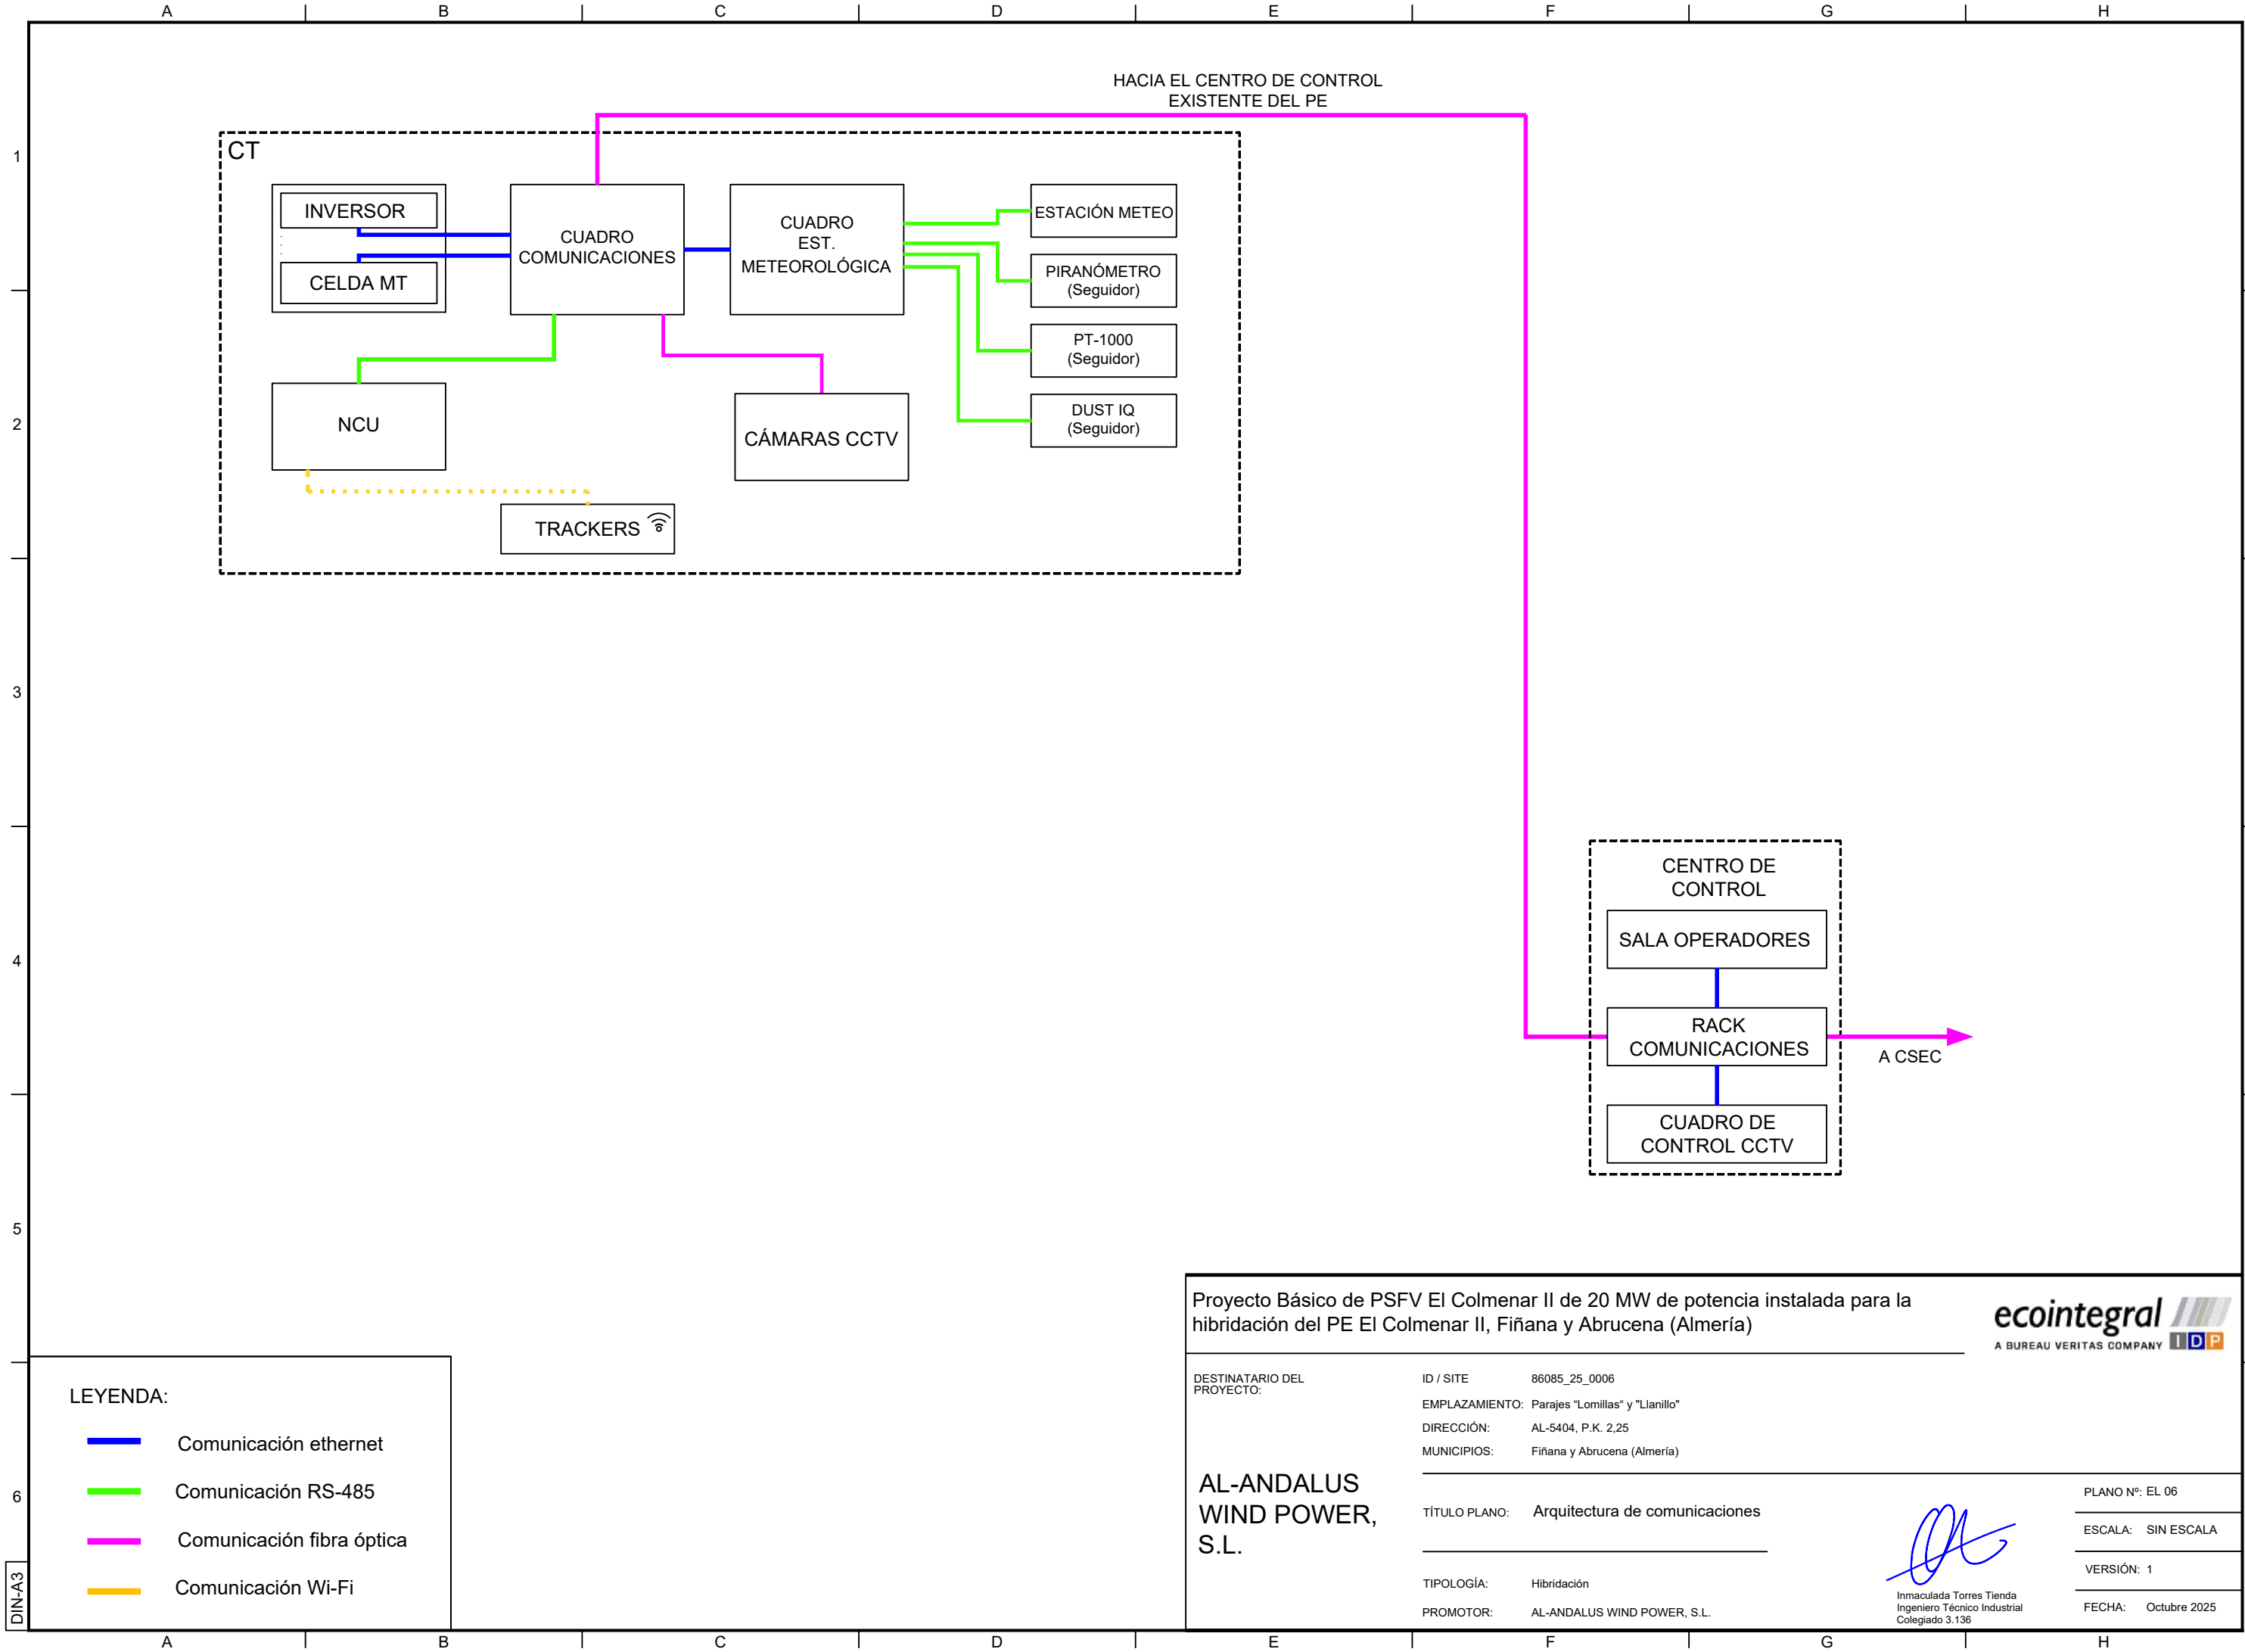 A B C D E F G H
HACIA EL CENTRO DE CONTROL
EXISTENTE DEL PE
1
CT
INVERSOR
CELDA MT
CUADRO
COMUNICACIONES
CUADRO
EST.
METEOROLÓGICA
ESTACIÓN METEO
PIRANÓMETRO
(Seguidor)
PT-1000
(Seguidor)
DUST IQ
(Seguidor)
2
NCU
CÁMARAS CCTV
TRACKERS
3
4
CENTRO DE
CONTROL
SALA OPERADORES
RACK
COMUNICACIONES
A CSEC
CUADRO DE
CONTROL CCTV
5
6
LEYENDA:
Comunicación ethernet
Comunicación RS-485
Comunicación fibra óptica
Comunicación Wi-Fi
DIN-A3
Proyecto Básico de PSFV El Colmenar II de 20 MW de potencia instalada para la
hibridación del PE El Colmenar II, Fiñana y Abrucena (Almería)
ecointegral
A BUREAU VERITAS COMPANY IDP
DESTINATARIO DEL
PROYECTO:
AL-ANDALUS
WIND POWER,
S.L.
ID / SITE 86085_25_0006
EMPLAZAMIENTO: Parajes “Lomillas“ y "Llanillo"
DIRECCIÓN: AL-5404, P.K. 2,25
MUNICIPIOS: Fiñana y Abrucena (Almería)
TÍTULO PLANO: Arquitectura de comunicaciones
TIPOLOGÍA: Hibridación
PROMOTOR: AL-ANDALUS WIND POWER, S.L.
Inmaculada Torres Tienda
Ingeniero Técnico Industrial
Colegiado 3.136
PLANO Nº: EL 06
ESCALA: SIN ESCALA
VERSIÓN: 1
FECHA: Octubre 2025
A B C D E F G H